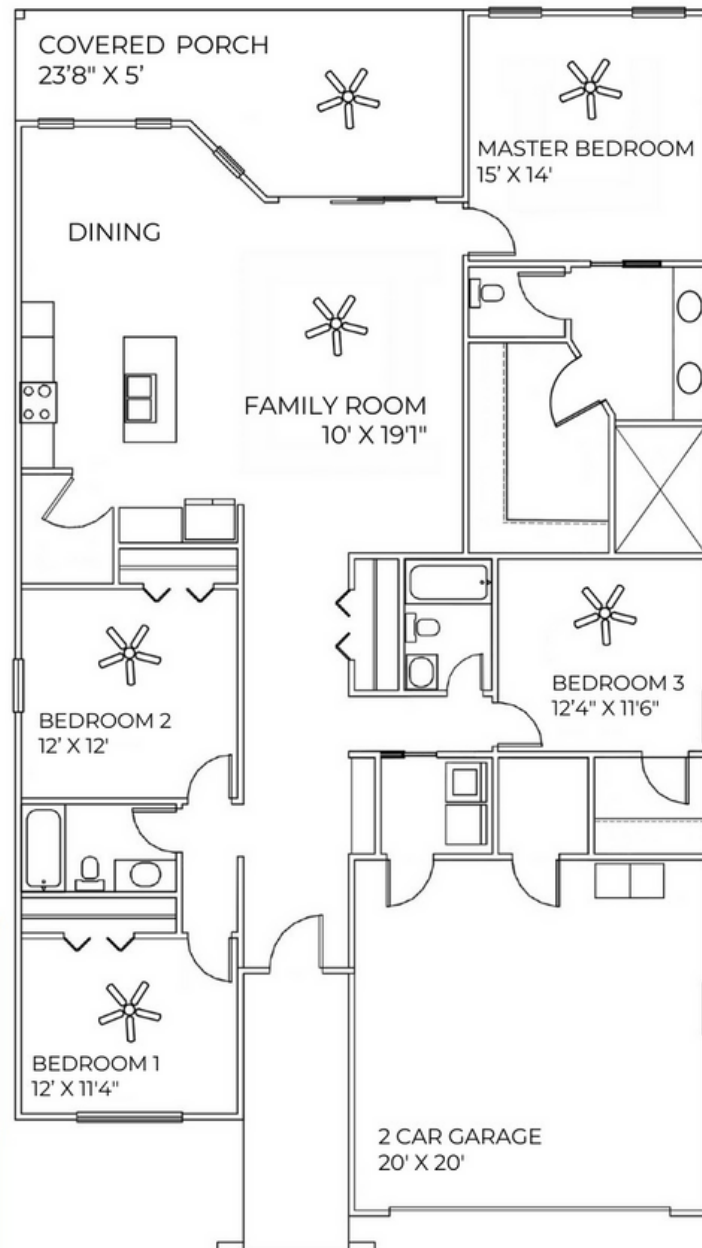 COVERED PORCH
23'8" X 5'
MASTER BEDROOM
15' X 14'
DINING
FAMILY ROOM
10' X 19'1"
BEDROOM 3
12'4" X 11'6"
BEDROOM 2
12' X 12'
BEDROOM 1
12' X 11'4"
2 CAR GARAGE
20' X 20'